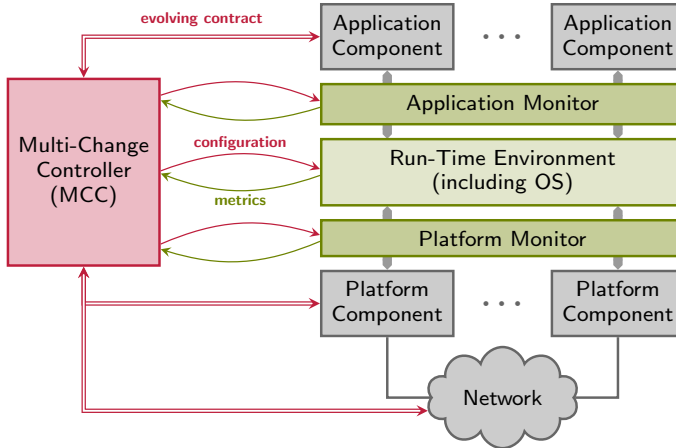 evolving contract
Application
Component
. . .
Application
Component
Application Monitor
Multi-Change
Controller
(MCC)
configuration
Run-Time Environment
(including OS)
metrics
Platform Monitor
Platform
Component
. . .
Platform
Component
Network